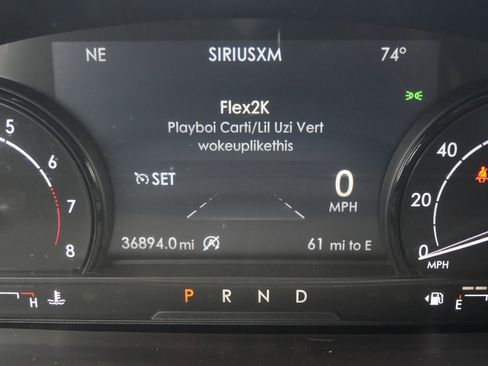 NE SIRIUSXM 74°
Flex2K
Playboi Carti/Lil Uzi Vert
wokeuplikethis
SET
0
MPH
36894.0 mi
61 mi to E
P R N D
5
6
7
8
H
40
20
0
MPH
E